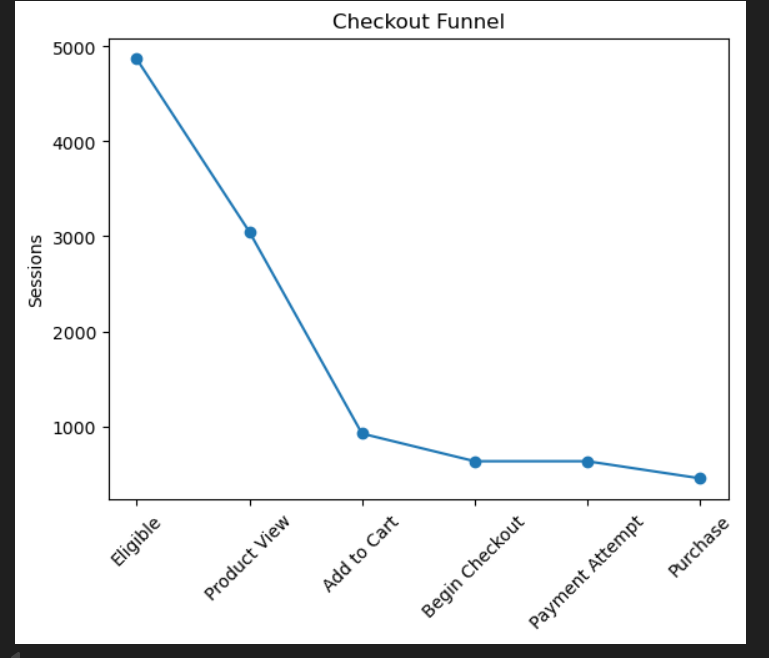 Checkout Funnel
5000
4000
3000
2000
1000
Sessions
Eligible
Product View
Add to Cart
Begin Checkout
Payment Attempt
Purchase